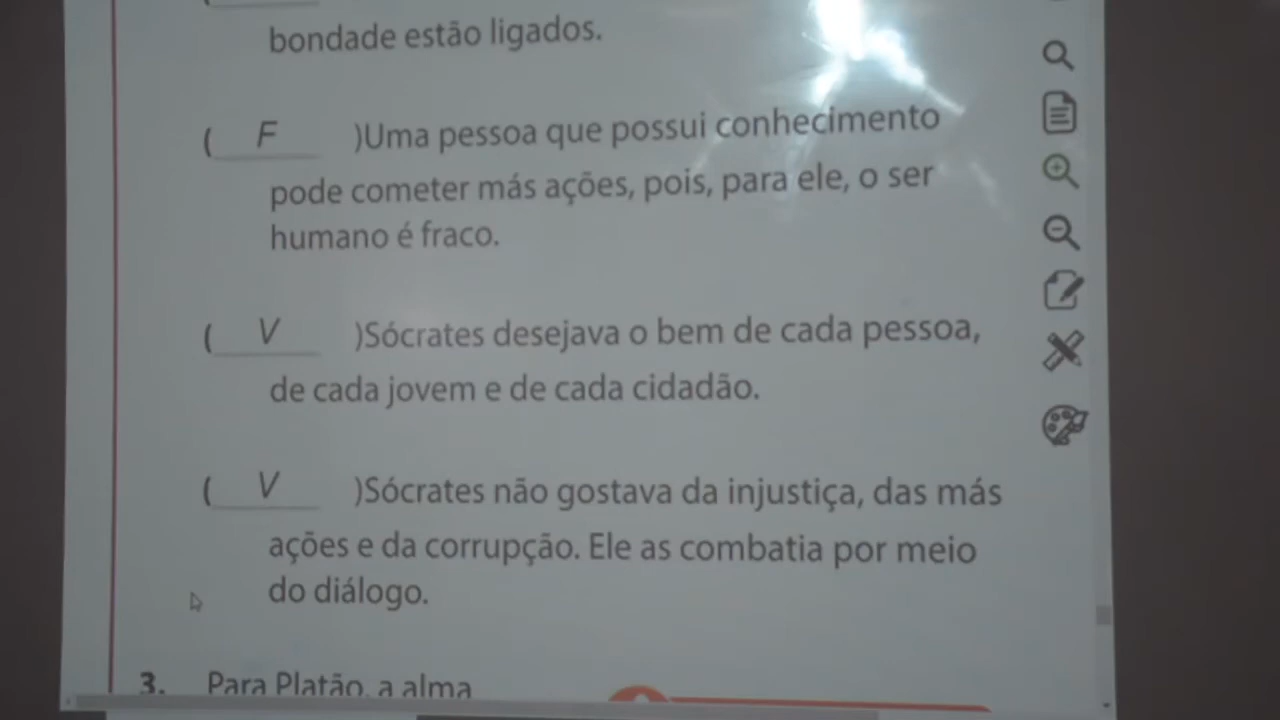 bondade estão ligados.
( F )Uma pessoa que possui conhecimento
pode cometer más ações, pois, para ele, o ser
humano é fraco.
( V )Sócrates desejava o bem de cada pessoa,
de cada jovem e de cada cidadão.
( V )Sócrates não gostava da injustiça, das más
ações e da corrupção. Ele as combatia por meio
do diálogo.
3. Para Platão, a alma